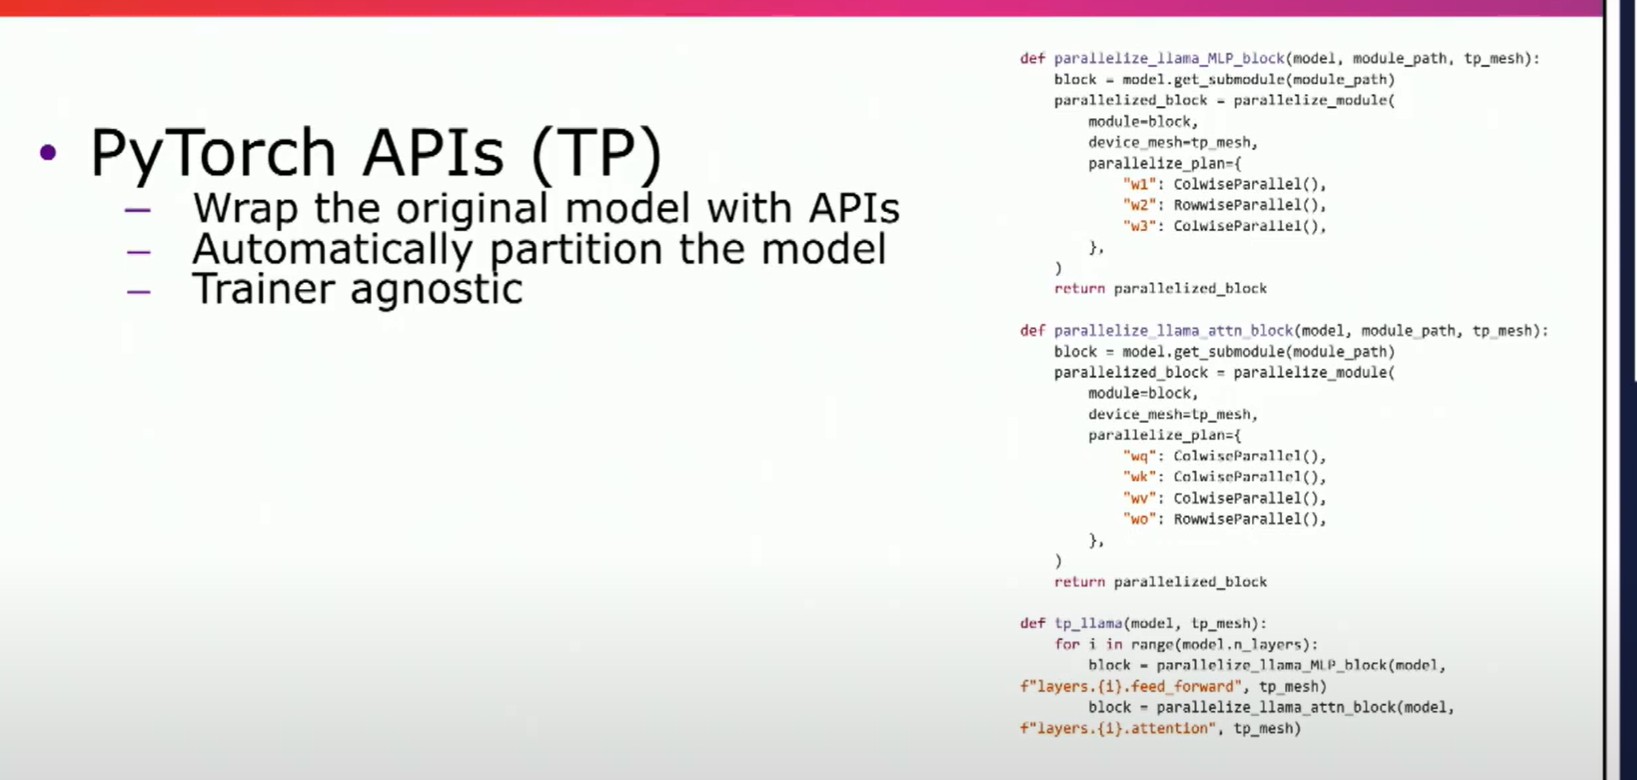 • PyTorch APIs (TP)
– Wrap the original model with APIs
– Automatically partition the model
– Trainer agnostic
def parallelize_llama_MLP_block(model, module_path, tp_mesh):
    block = model.get_submodule(module_path)
    parallelized_block = parallelize_module(
        module=block,
        device_mesh=tp_mesh,
        parallelize_plan={
            "w1": ColwiseParallel(),
            "w2": RowwiseParallel(),
            "w3": ColwiseParallel(),
        },
    )
    return parallelized_block
def parallelize_llama_attn_block(model, module_path, tp_mesh):
    block = model.get_submodule(module_path)
    parallelized_block = parallelize_module(
        module=block,
        device_mesh=tp_mesh,
        parallelize_plan={
            "wq": ColwiseParallel(),
            "wk": ColwiseParallel(),
            "wv": ColwiseParallel(),
            "wo": RowwiseParallel(),
        },
    )
    return parallelized_block
def tp_llama(model, tp_mesh):
    for i in range(model.n_layers):
        block = parallelize_llama_MLP_block(model,
f"layers.{i}.feed_forward", tp_mesh)
        block = parallelize_llama_attn_block(model,
f"layers.{i}.attention", tp_mesh)